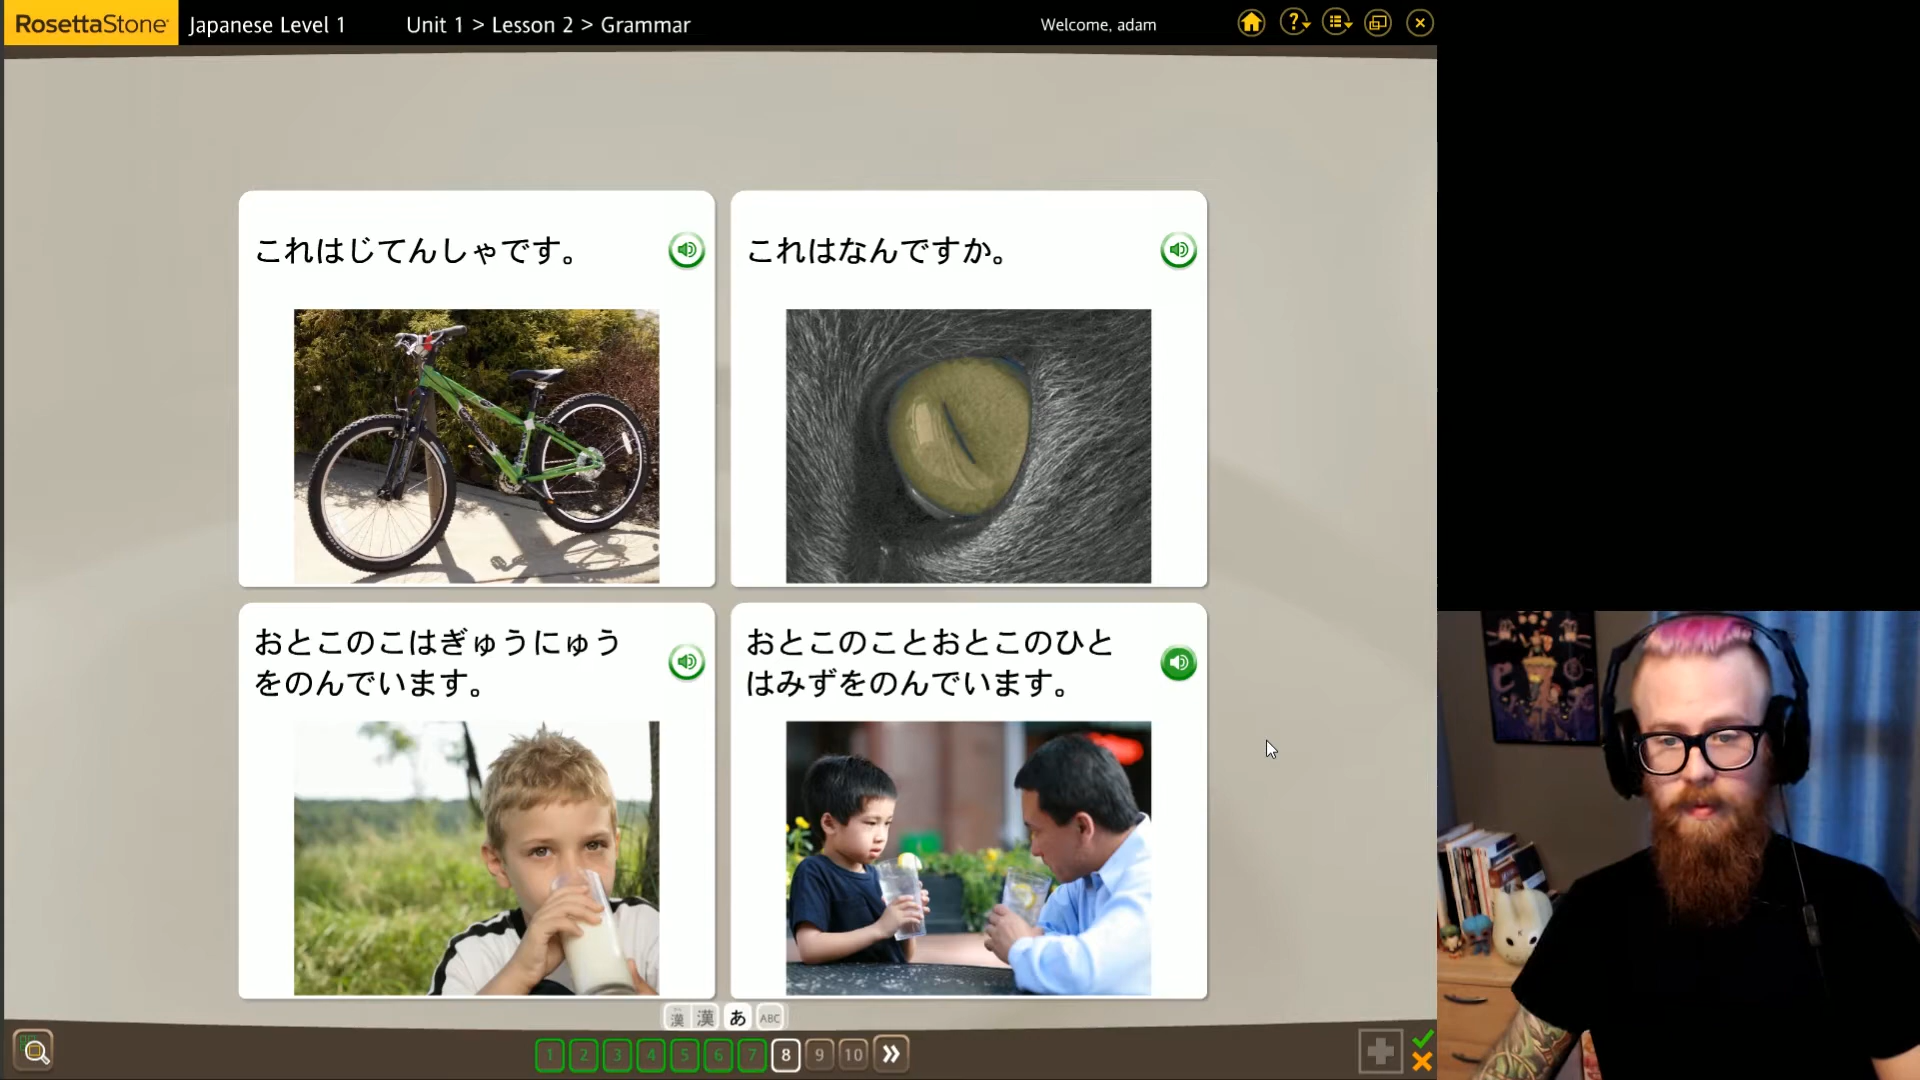 RosettaStone
Japanese Level 1
Unit 1 > Lesson 2 > Grammar
Welcome, adam
これはじてんしゃです。
これはなんですか。
おとこのこはぎゅうにゅう
をのんでいます。
おとこのことおとこのひと
はみずをのんでいます。
漢 漢 あ ABC
1 2 3 4 5 6 7 8 9 10